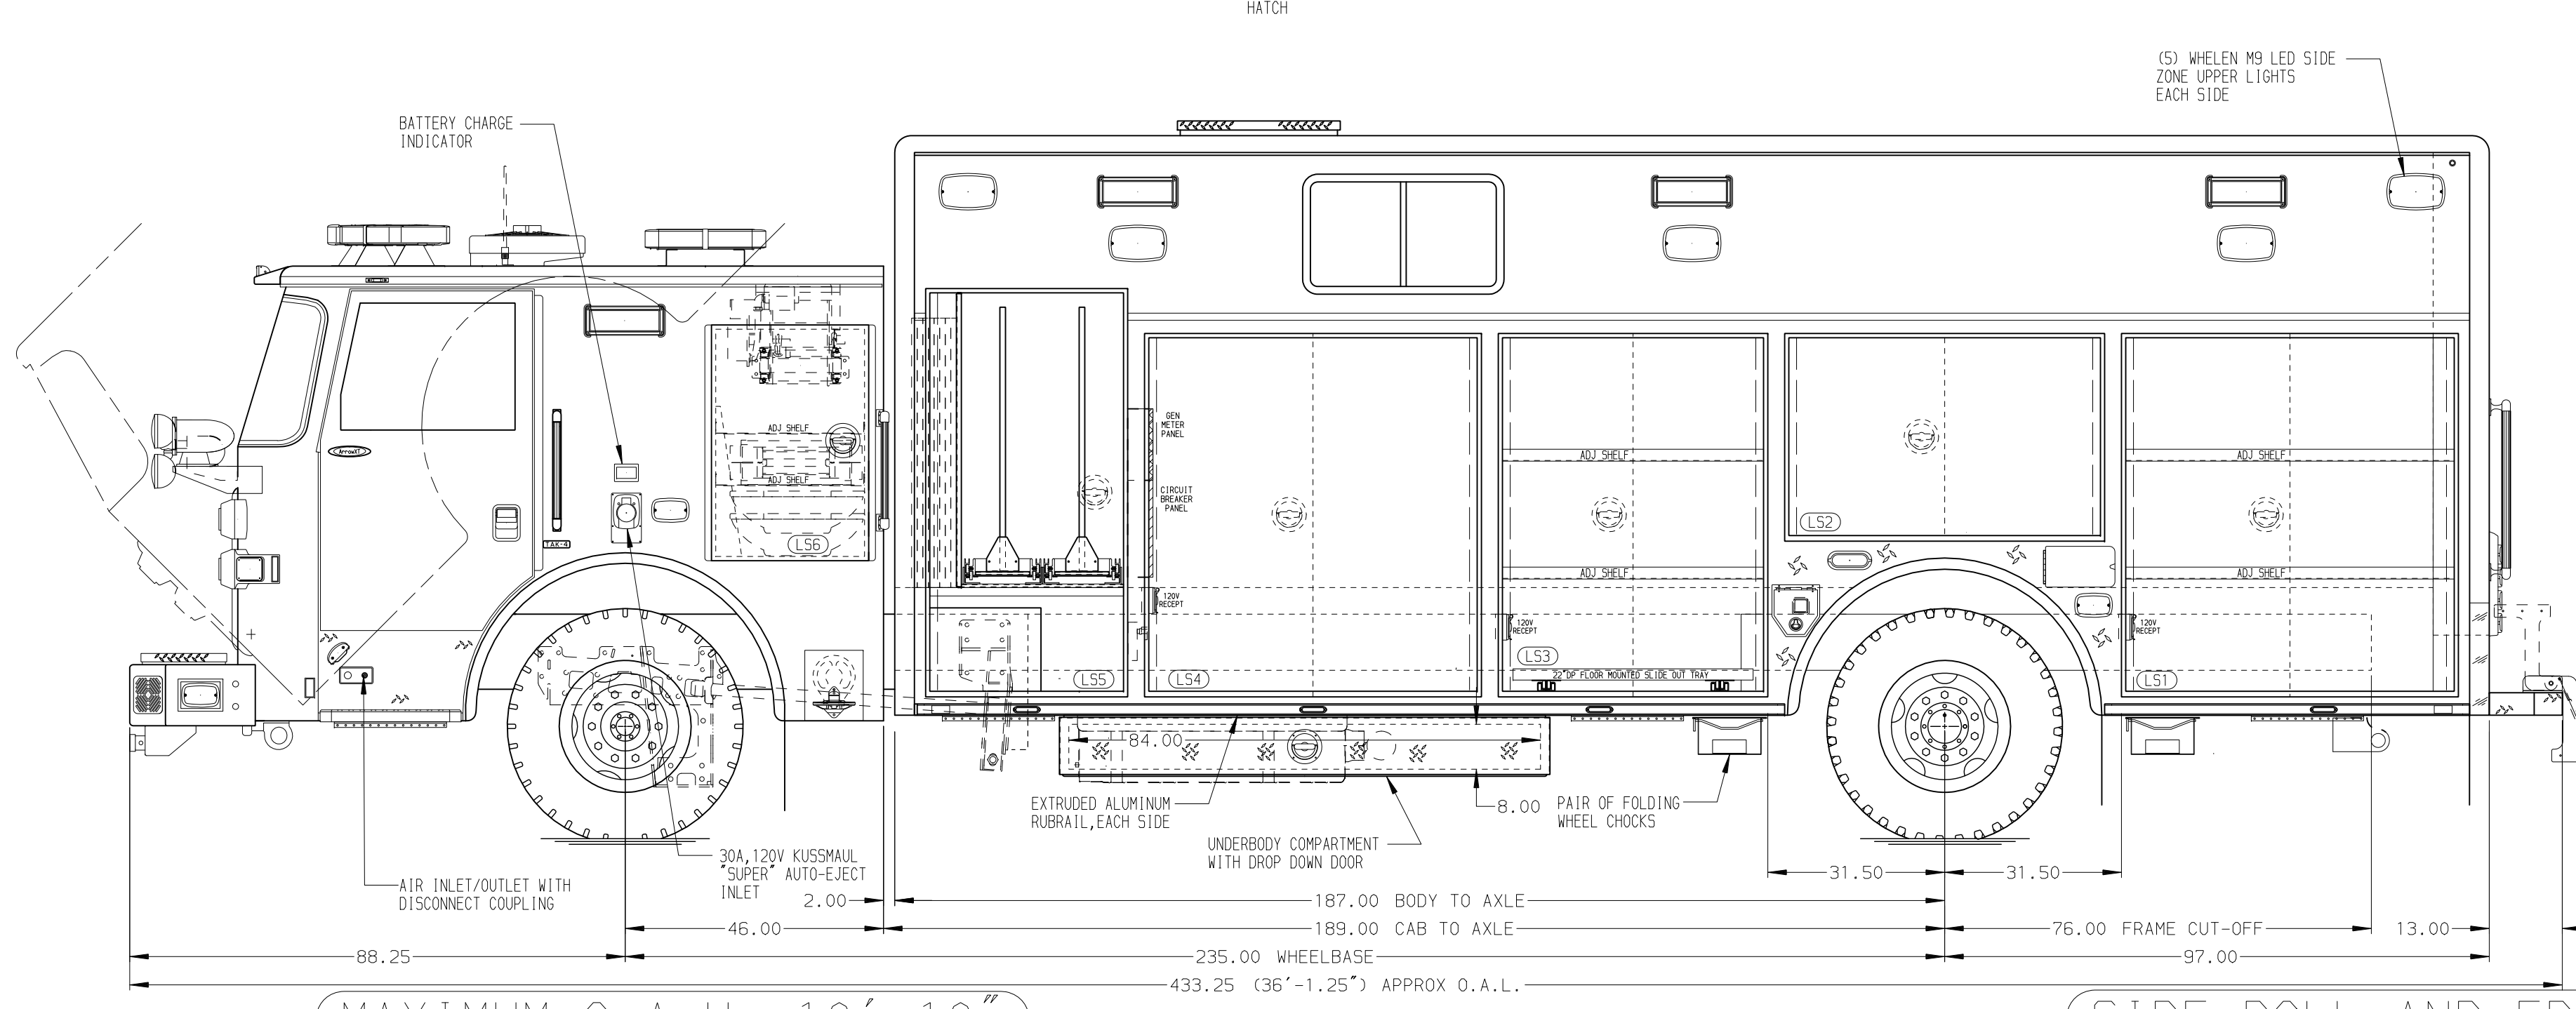 HATCH
(5) WHELEN M9 LED SIDE
ZONE UPPER LIGHTS
EACH SIDE
BATTERY CHARGE
INDICATOR
ArrowXT
TAK-4
ADJ SHELF
ADJ SHELF
LS6
GEN
METER
PANEL
CIRCUIT
BREAKER
PANEL
120V
RECEPT
LS5
LS4
ADJ SHELF
ADJ SHELF
120V
RECEPT
LS3
22"DP FLOOR MOUNTED SLIDE OUT TRAY
LS2
ADJ SHELF
ADJ SHELF
120V
RECEPT
LS1
84.00
8.00
EXTRUDED ALUMINUM
RUBRAIL,EACH SIDE
PAIR OF FOLDING
WHEEL CHOCKS
UNDERBODY COMPARTMENT
WITH DROP DOWN DOOR
30A,120V KUSSMAUL
"SUPER" AUTO-EJECT
INLET
AIR INLET/OUTLET WITH
DISCONNECT COUPLING
31.50
31.50
2.00
187.00 BODY TO AXLE
46.00
189.00 CAB TO AXLE
76.00 FRAME CUT-OFF
13.00
88.25
235.00 WHEELBASE
97.00
433.25 (36'-1.25") APPROX O.A.L.